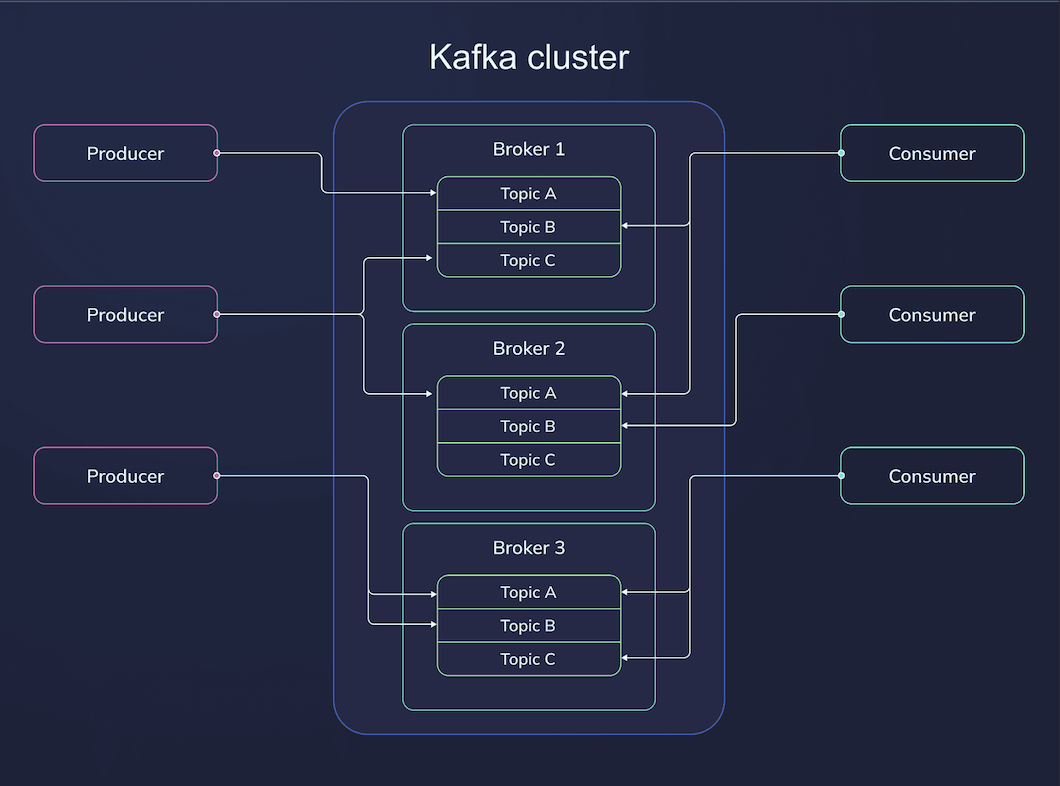 Kafka cluster
Producer
Producer
Producer
Broker 1
Topic A
Topic B
Topic C
Broker 2
Topic A
Topic B
Topic C
Broker 3
Topic A
Topic B
Topic C
Consumer
Consumer
Consumer